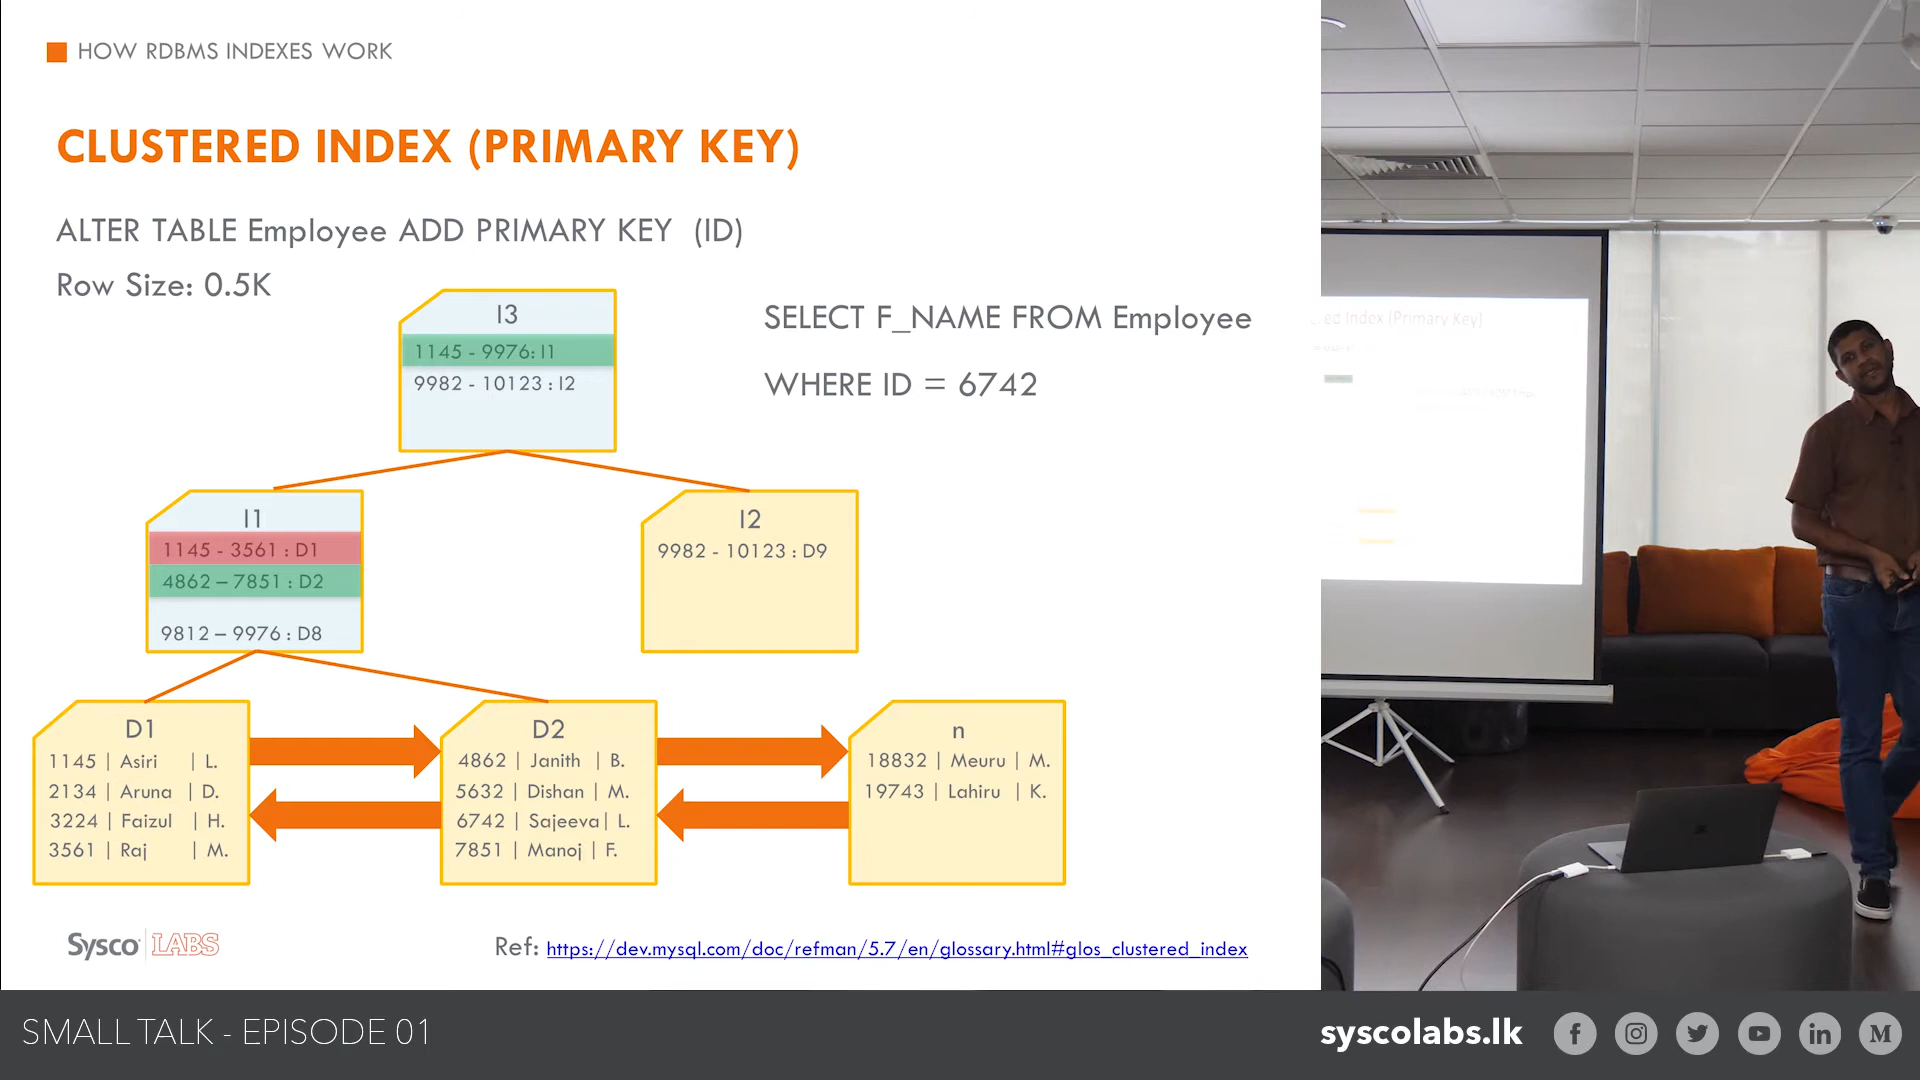 HOW RDBMS INDEXES WORK
CLUSTERED INDEX (PRIMARY KEY)
ALTER TABLE Employee ADD PRIMARY KEY (ID)
Row Size: 0.5K
I3
1145 - 9976: I1
9982 - 10123 : I2
SELECT F_NAME FROM Employee
WHERE ID = 6742
I1
1145 - 3561 : D1
4862 – 7851 : D2
9812 – 9976 : D8
I2
9982 - 10123 : D9
D1
1145 | Asiri | L.
2134 | Aruna | D.
3224 | Faizul | H.
3561 | Raj | M.
D2
4862 | Janith | B.
5632 | Dishan | M.
6742 | Sajeeva | L.
7851 | Manoj | F.
n
18832 | Meuru | M.
19743 | Lahiru | K.
Sysco LABS
Ref: https://dev.mysql.com/doc/refman/5.7/en/glossary.html#glos_clustered_index
ed Index (Primary Key)
SMALL TALK - EPISODE 01
syscolabs.lk